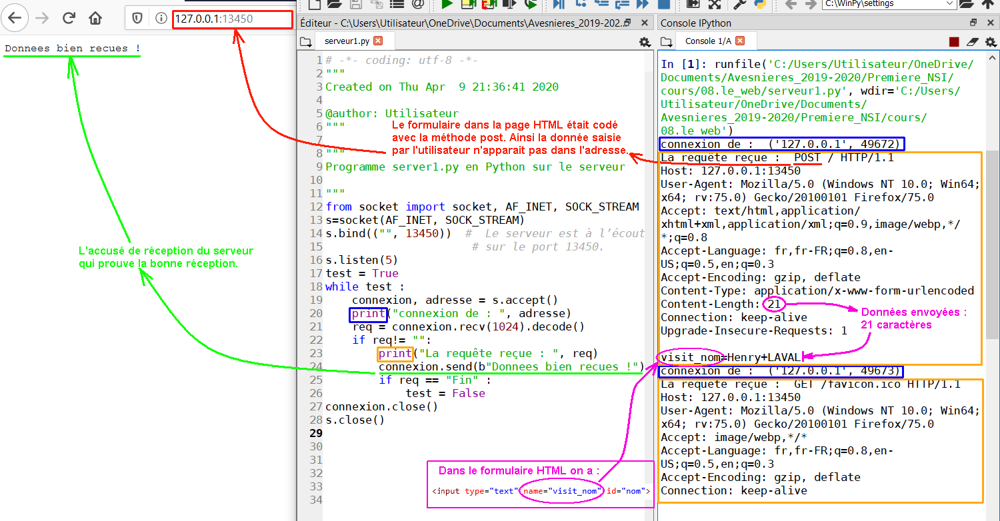 C:\WinPy\settings
127.0.0.1:13450
Donnees bien recues !
L'accusé de réception du serveur
qui prouve la bonne réception.
Éditeur - C:\Users\Utilisateur\OneDrive\Documents\Avesnieres_2019-202...
serveur1.py
1 # -*- coding: utf-8 -*-
2 """
3 Created on Thu Apr  9 21:36:41 2020
4
5 @author: Utilisateur
6 """
7
8 """
9 Programme server1.py en Python sur le serveur
10
11 """
12 from socket import socket, AF_INET, SOCK_STREAM
13 s=socket(AF_INET, SOCK_STREAM)
14 s.bind(("", 13450))  #  Le serveur est à l’écout
15 # sur le port 13450.
16 s.listen(5)
17 test = True
18 while test :
19     connexion, adresse = s.accept()
20     print("connexion de : ", adresse)
21     req = connexion.recv(1024).decode()
22     if req!= "":
23         print("La requête reçue : ", req)
24         connexion.send(b"Donnees bien recues !")
25         if req == "Fin" :
26             test = False
27 connexion.close()
28 s.close()
29
30
31
32
33
34
Le formulaire dans la page HTML était codé
avec la méthode post. Ainsi la donnée saisie
par l'utilisateur n'apparait pas dans l'adresse.
Dans le formulaire HTML on a :
<input type="text" name="visit_nom" id="nom">
Console IPython
Console 1/A
In [1]: runfile('C:/Users/Utilisateur/OneDrive/
Documents/Avesnieres_2019-2020/Premiere_NSI/
cours/08.le_web/serveur1.py', wdir='C:/Users/
Utilisateur/OneDrive/Documents/
Avesnieres_2019-2020/Premiere_NSI/cours/
08.le_web')
connexion de :  ('127.0.0.1', 49672)
La requête reçue :  POST / HTTP/1.1
Host: 127.0.0.1:13450
User-Agent: Mozilla/5.0 (Windows NT 10.0; Win64;
x64; rv:75.0) Gecko/20100101 Firefox/75.0
Accept: text/html,application/
xhtml+xml,application/xml;q=0.9,image/webp,*/
*;q=0.8
Accept-Language: fr,fr-FR;q=0.8,en-
US;q=0.5,en;q=0.3
Accept-Encoding: gzip, deflate
Content-Type: application/x-www-form-urlencoded
Content-Length: 21
Connection: keep-alive
Upgrade-Insecure-Requests: 1
Données envoyées :
21 caractères
visit_nom=Henry+LAVAL
connexion de :  ('127.0.0.1', 49673)
La requête reçue :  GET /favicon.ico HTTP/1.1
Host: 127.0.0.1:13450
User-Agent: Mozilla/5.0 (Windows NT 10.0; Win64;
x64; rv:75.0) Gecko/20100101 Firefox/75.0
Accept: image/webp,*/*
Accept-Language: fr,fr-FR;q=0.8,en-
US;q=0.5,en;q=0.3
Accept-Encoding: gzip, deflate
Connection: keep-alive